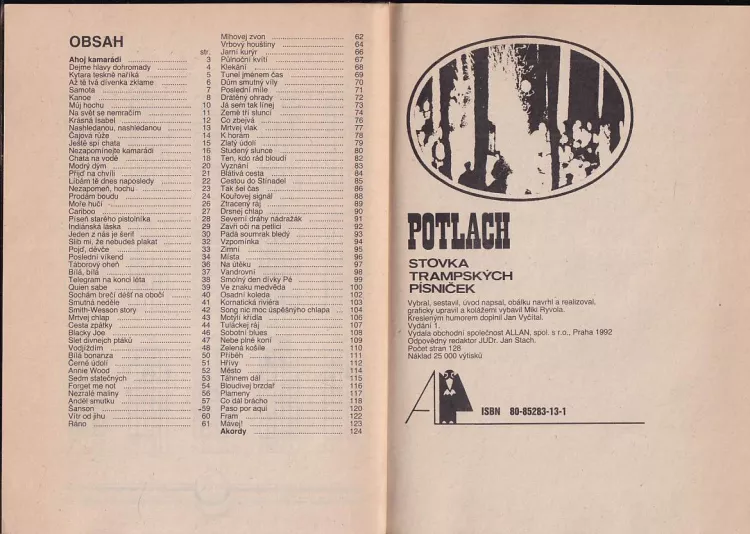 OBSAH
str.
Ahoj kamarádi 3
Dejme hlavy dohromady 4
Kytara teskně naříká 5
Až tě tvá dívenka zklame 6
Samota 7
Kanoe 8
Můj hochu 10
Na svět se nemračím 11
Krásná Isabel 12
Nashledanou, nashledanou 13
Čajová růže 14
Ještě spí chata 15
Nezapomínejte kamarádi 16
Chata na vodě 18
Modrý dým 20
Přijď na chvíli 21
Líbám tě dnes naposledy 22
Nezapomeň, hochu 23
Prodám boudu 24
Moře hučí 26
Cariboo 27
Píseň starého pistolníka 28
Indiánská láska 29
Jeden z nás je šerif 30
Slib mi, že nebudeš plakat 32
Pojď, děvče 33
Poslední víkend 34
Táborový oheň 36
Bílá, bílá 37
Telegram na konci léta 38
Quien sabe 39
Sochám brečí déšť na obočí 40
Smutná neděle 41
Smith-Wesson story 42
Mrtvej chlap 43
Cesta zpátky 44
Blacky Joe 46
Slet divnejch ptáků 47
Vodjíždím 48
Bílá bonanza 50
Černé údolí 51
Annie Wood 52
Sedm statečných 53
Forget me not 54
Nezralé maliny 56
Anděl smutku 57
Šanson 59
Vítr od jihu 60
Ráno 61
Mlhovej zvon 62
Vrbový houštiny 64
Jarní kurýr 66
Půlnoční kvítí 67
Klekání 68
Tunel jménem čas 69
Dům smutný víly 70
Poslední míle 71
Drátěný ohrady 72
Já sem tak línej 73
Země tří sluncí 74
Co zbejvá 76
Mrtvej vlak 77
K horám 78
Zlatý údolí 79
Studený slunce 80
Ten, kdo rád bloudí 82
Vyznání 83
Blátivá cesta 84
Cestou do Stínadel 85
Tak šel čas 86
Kouřovej signál 88
Ztracený ráj 89
Drsnej chlap 90
Severní dráhy nádražák 91
Zavři oči na petlici 92
Padá soumrak bledý 93
Vzpomínka 94
Zimní 95
Místa 96
Na útěku 97
Vandrovní 98
Smolný den dívky Pé 99
Ve znaku medvěda 100
Osadní koleda 102
Kornatická riviéra 103
Song nic moc úspěšnýho chlapa 104
Motýlí křídla 106
Tuláckej ráj 107
Sobotní blues 108
Nebe plné koní 109
Zelená košile 110
Příběh 111
Hřívy 112
Město 114
Táhnem dál 115
Bloudivej brzdař 116
Plameny 117
Co dál brácho 118
Paso por aqui 120
Fram 122
Mávej! 123
Akordy 124
POTLACH
STOVKA
TRAMPSKÝCH
PÍSNIČEK
Vybral, sestavil, úvod napsal, obálku navrhl a realizoval,
graficky upravil a kolážemi vybavil Miki Ryvola.
Kresleným humorem doplnil Jan Vyčítal.
Vydání 1.
Vydala obchodní společnost ALLAN, spol. s r.o., Praha 1992
Odpovědný redaktor JUDr. Jan Stach.
Počet stran 128
Náklad 25 000 výtisků
ISBN 80-85283-13-1